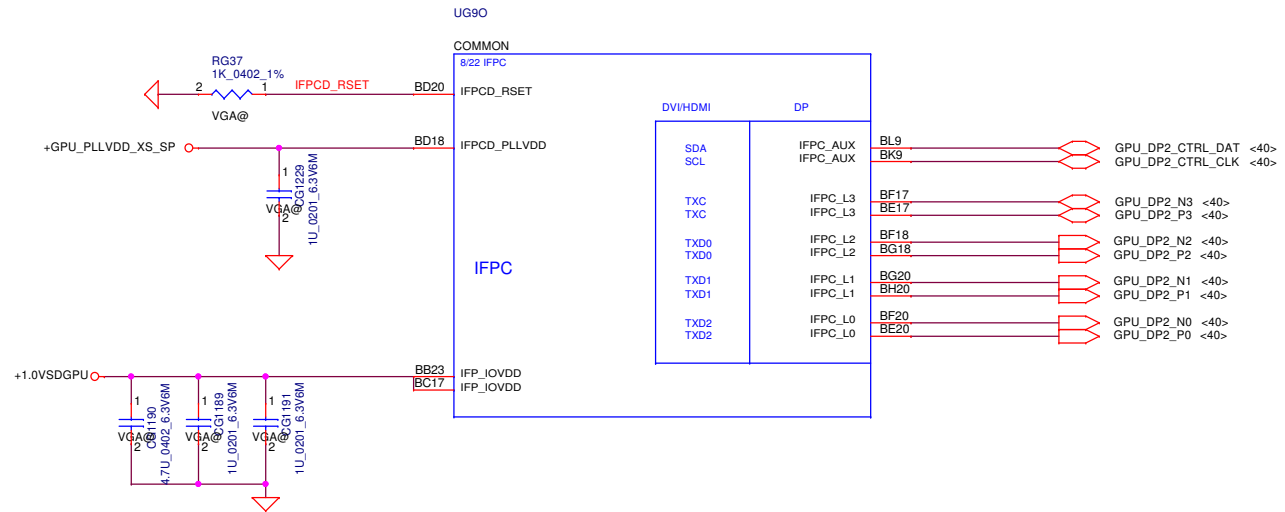 UG9O
COMMON
8/22 IFPC
RG37
1K_0402_1%
2
1
IFPCD_RSET
BD20
IFPCD_RSET
VGA@
DVI/HDMI
DP
+GPU_PLLVDD_XS_SP
BD18
IFPCD_PLLVDD
1
CG1229
1U_0201_6.3V6M
VGA@
2
SDA
IFPC_AUX
BL9
GPU_DP2_CTRL_DAT <40>
SCL
IFPC_AUX
BK9
GPU_DP2_CTRL_CLK <40>
TXC
IFPC_L3
BF17
GPU_DP2_N3 <40>
TXC
IFPC_L3
BE17
GPU_DP2_P3 <40>
TXD0
IFPC_L2
BF18
GPU_DP2_N2 <40>
TXD0
IFPC_L2
BG18
GPU_DP2_P2 <40>
IFPC
TXD1
IFPC_L1
BG20
GPU_DP2_N1 <40>
TXD1
IFPC_L1
BH20
GPU_DP2_P1 <40>
TXD2
IFPC_L0
BF20
GPU_DP2_N0 <40>
TXD2
IFPC_L0
BE20
GPU_DP2_P0 <40>
+1.0VSDGPU
BB23
IFP_IOVDD
BC17
IFP_IOVDD
1
CG1190
4.7U_0402_6.3V6M
VGA@
2
1
CG1189
1U_0201_6.3V6M
VGA@
2
1
CG1191
1U_0201_6.3V6M
VGA@
2